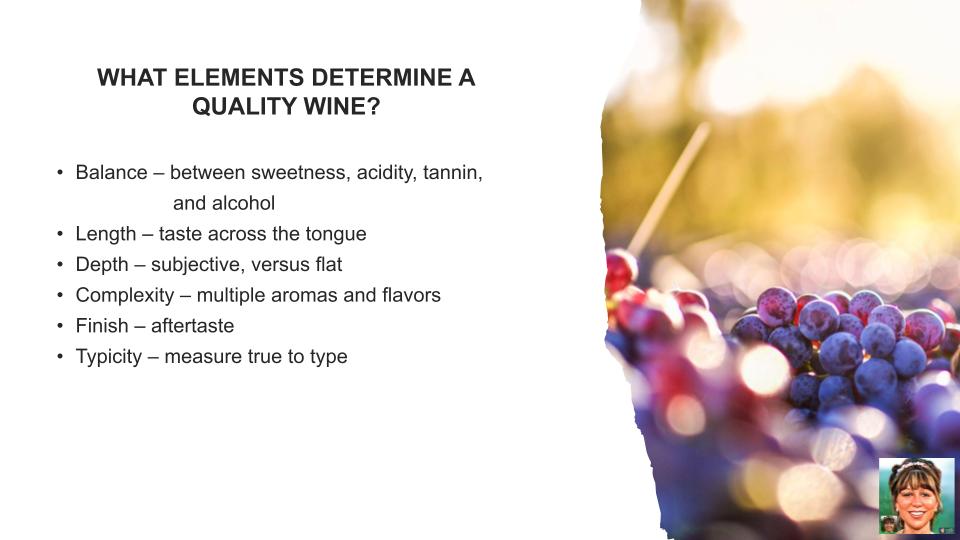 WHAT ELEMENTS DETERMINE A
QUALITY WINE?
• Balance – between sweetness, acidity, tannin,
and alcohol
• Length – taste across the tongue
• Depth – subjective, versus flat
• Complexity – multiple aromas and flavors
• Finish – aftertaste
• Typicity – measure true to type